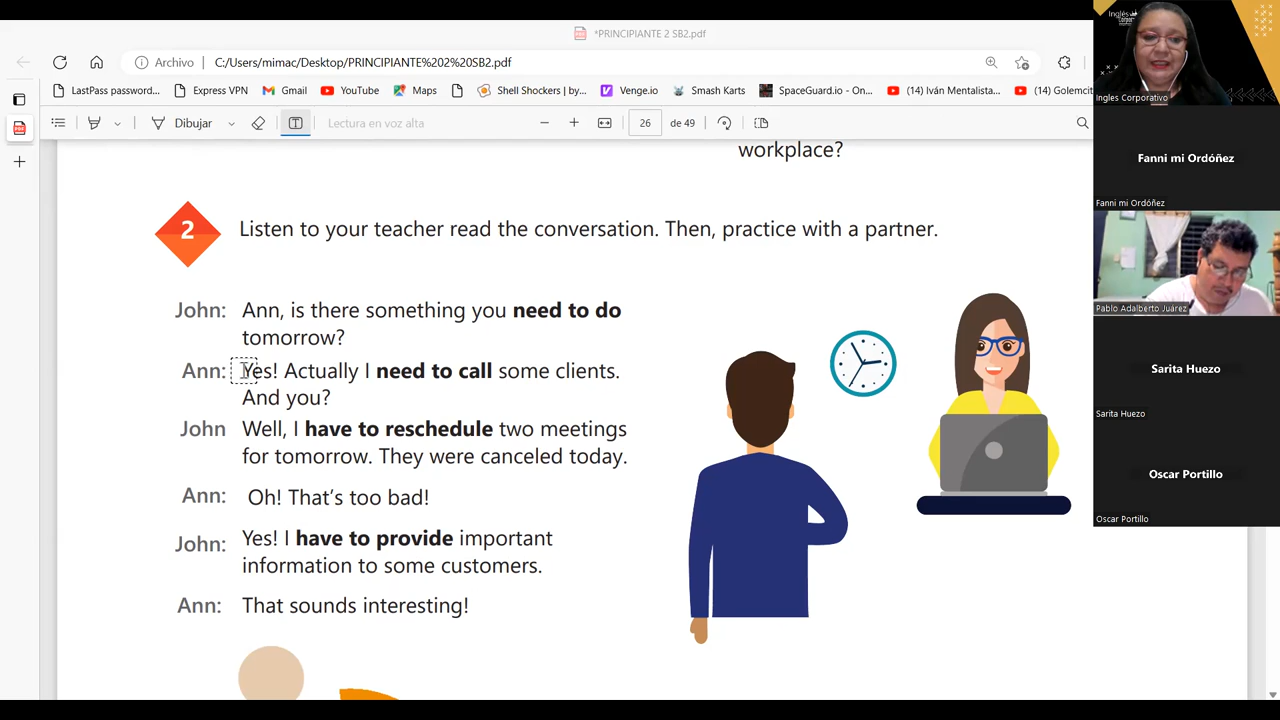 *PRINCIPIANTE 2 SB2.pdf
Archivo C:/Users/mimac/Desktop/PRINCIPIANTE%202%20SB2.pdf
LastPass password... Express VPN Gmail YouTube Maps Shell Shockers | by... Venge.io Smash Karts SpaceGuard.io - On... (14) Iván Mentalista... (14) Golemcit
Dibujar Lectura en voz alta 26 de 49
workplace?
2 Listen to your teacher read the conversation. Then, practice with a partner.
John: Ann, is there something you need to do
tomorrow?
Ann: Yes! Actually I need to call some clients.
And you?
John Well, I have to reschedule two meetings
for tomorrow. They were canceled today.
Ann: Oh! That's too bad!
John: Yes! I have to provide important
information to some customers.
Ann: That sounds interesting!
Inglés
Ingles Corporativo
Fanni mi Ordóñez
Fanni mi Ordóñez
Pablo Adalberto Juárez
Sarita Huezo
Sarita Huezo
Oscar Portillo
Oscar Portillo